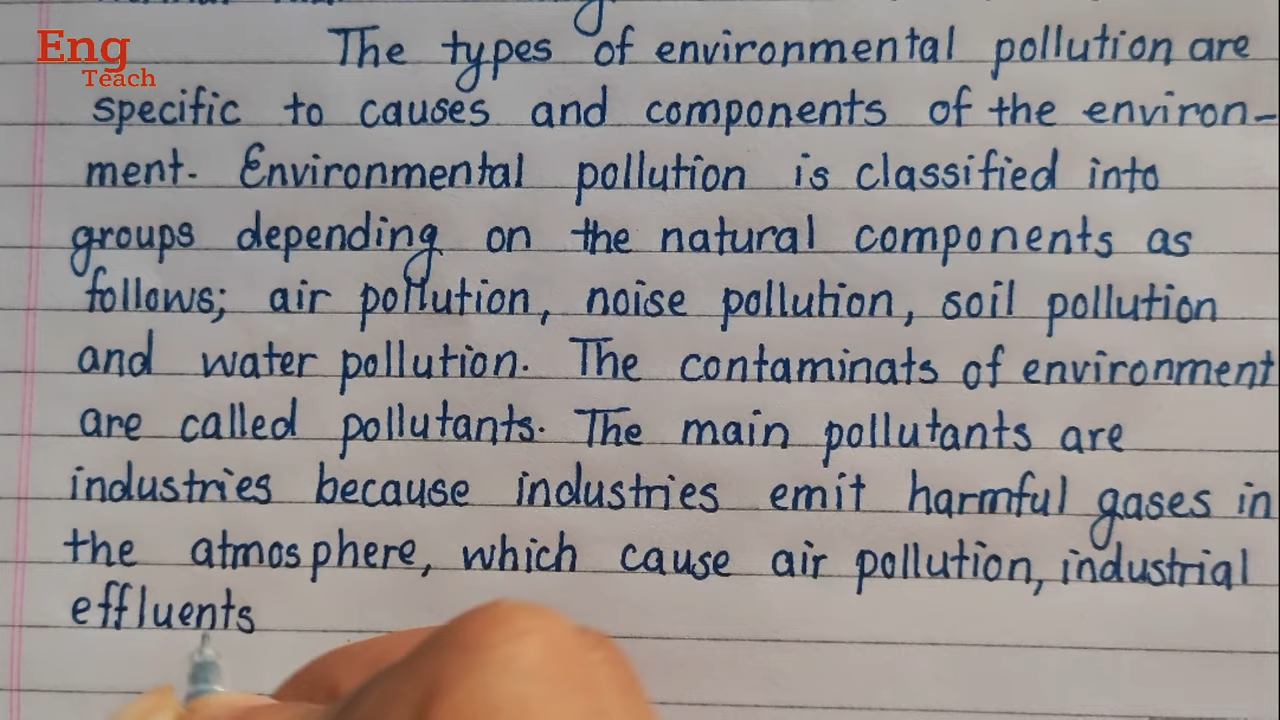 Eng
Teach
The types of environmental pollution are
specific to causes and components of the environ-
ment. Environmental pollution is classified into
groups depending on the natural components as
follows; air pollution, noise pollution, soil pollution
and water pollution. The contaminats of environment
are called pollutants. The main pollutants are
industries because industries emit harmful gases in
the atmosphere, which cause air pollution, industrial
effluents